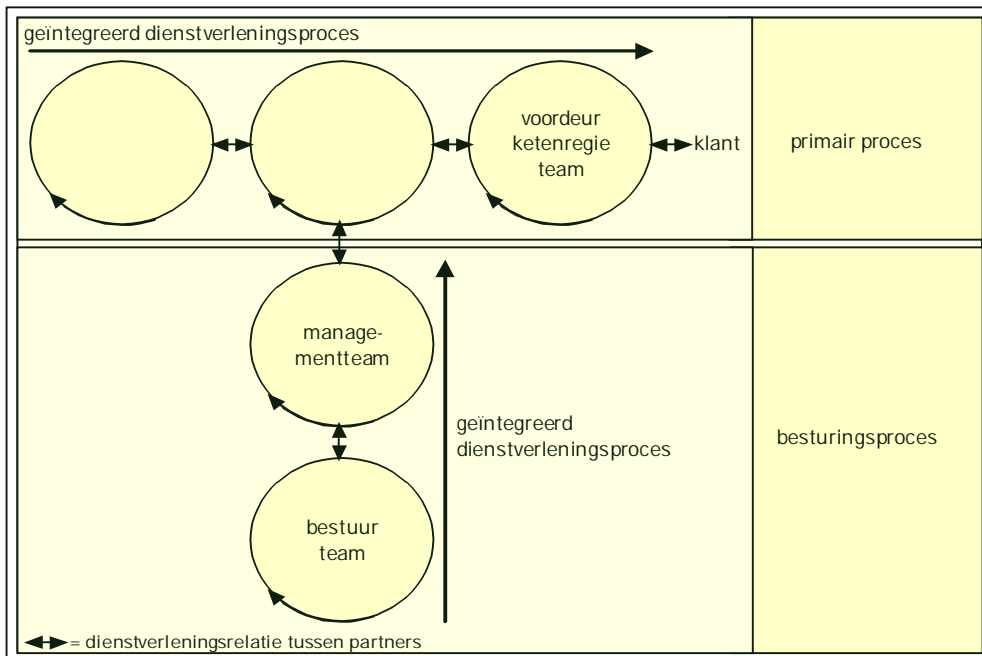 geïntegreerd dienstverleningsproces
voordeur
ketenregie
team
klant
primair proces
manage-
mentteam
geïntegreerd
dienstverleningsproces
besturingsproces
bestuur
team
= dienstverleningsrelatie tussen partners